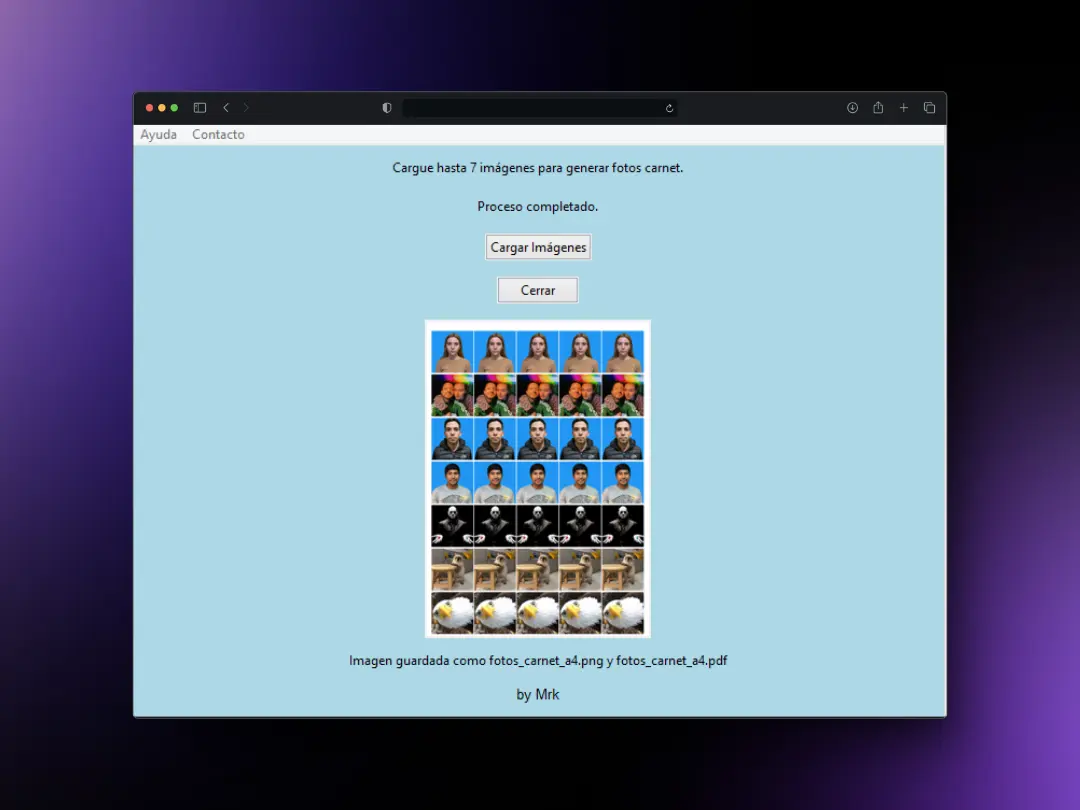 Ayuda Contacto
Cargue hasta 7 imágenes para generar fotos carnet.
Proceso completado.
Cargar Imágenes
Cerrar
Imagen guardada como fotos_carnet_a4.png y fotos_carnet_a4.pdf
by Mrk